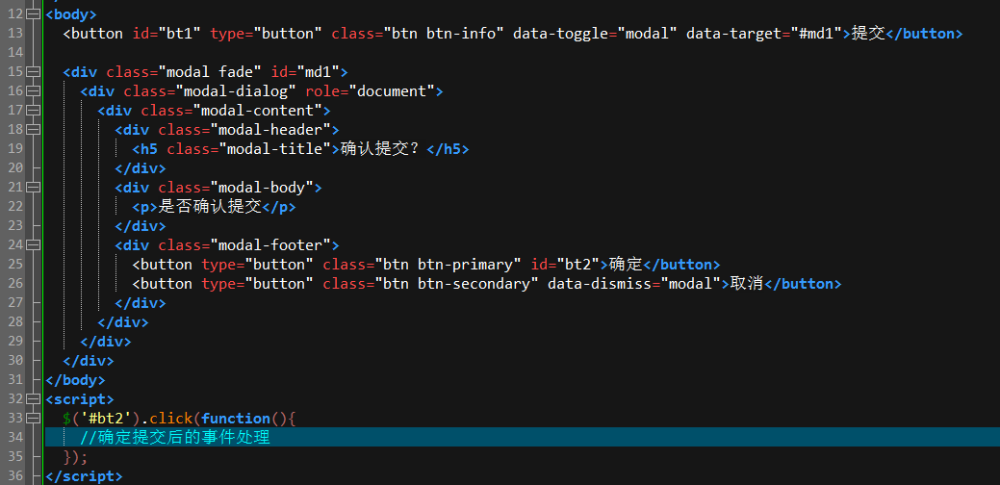 12 <body>
13 <button id="bt1" type="button" class="btn btn-info" data-toggle="modal" data-target="#md1">提交</button>
14
15 <div class="modal fade" id="md1">
16 <div class="modal-dialog" role="document">
17 <div class="modal-content">
18 <div class="modal-header">
19 <h5 class="modal-title">确认提交？</h5>
20 </div>
21 <div class="modal-body">
22 <p>是否确认提交</p>
23 </div>
24 <div class="modal-footer">
25 <button type="button" class="btn btn-primary" id="bt2">确定</button>
26 <button type="button" class="btn btn-secondary" data-dismiss="modal">取消</button>
27 </div>
28 </div>
29 </div>
30 </div>
31 </body>
32 <script>
33 $('#bt2').click(function(){
34 //确定提交后的事件处理
35 });
36 </script>